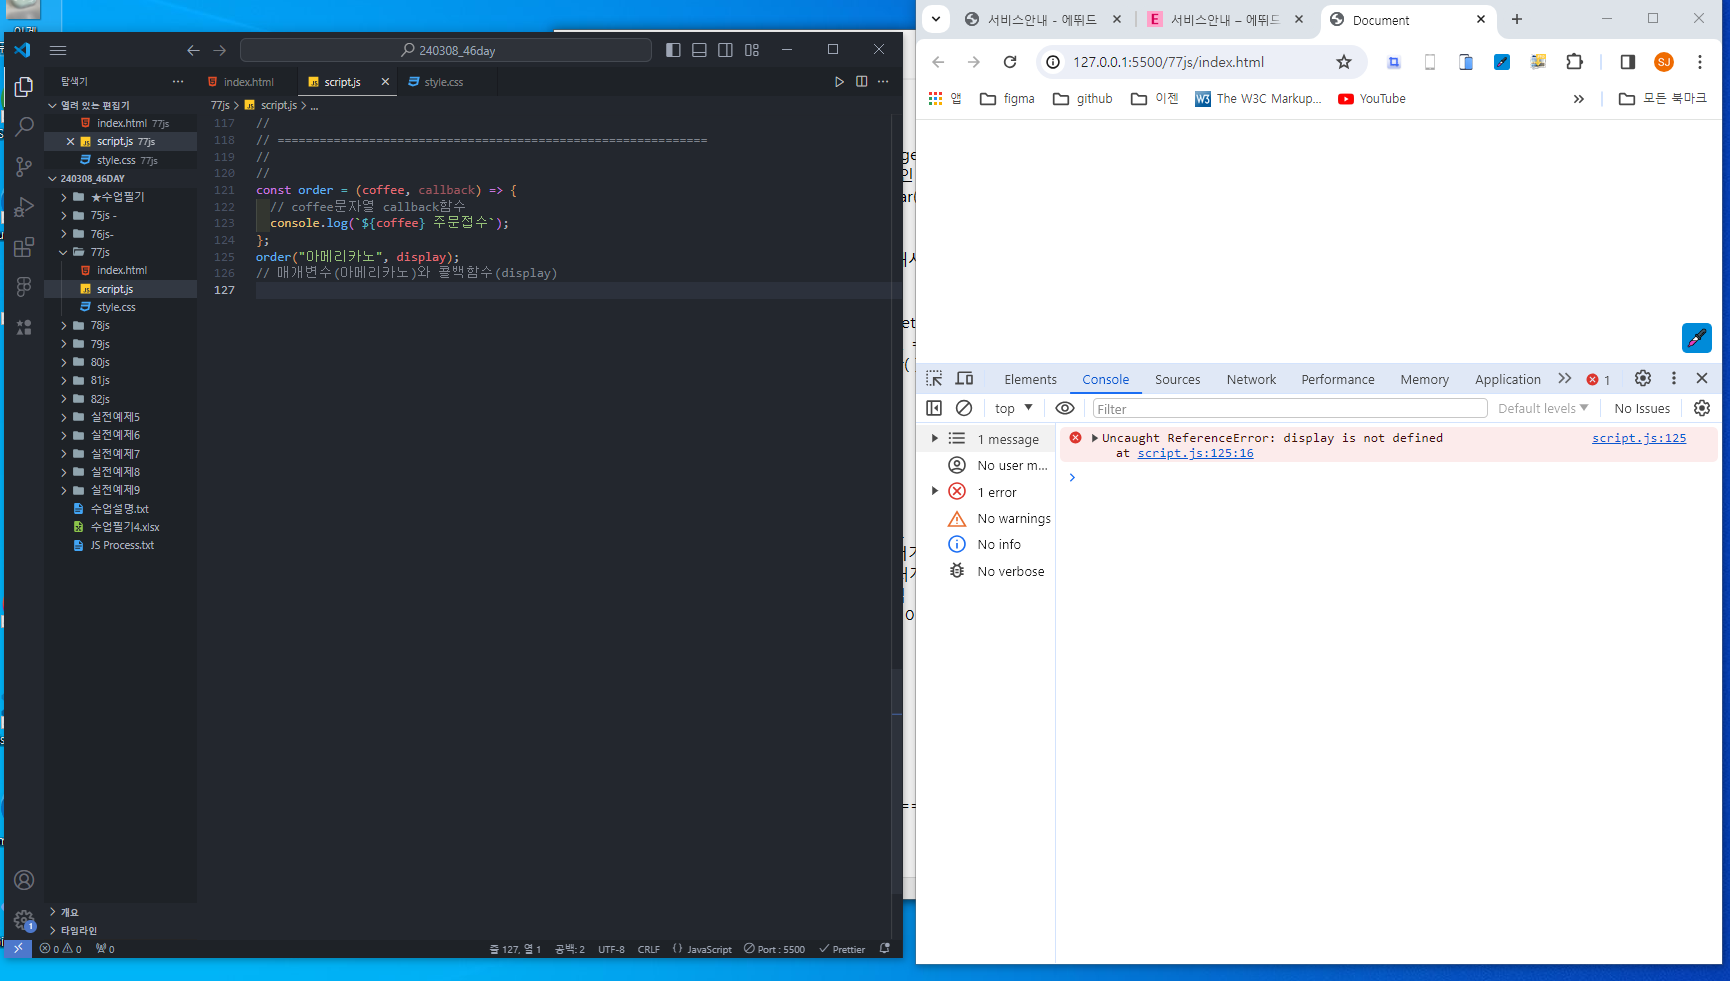 240308_46day
탐색기
index.html
script.js
style.css
열려 있는 편집기
index.html 77js
script.js 77js
style.css 77js
240308_46DAY
★수업필기
75js -
76js-
77js
index.html
script.js
style.css
78js
79js
80js
81js
82js
실전예제5
실전예제6
실전예제7
실전예제8
실전예제9
수업설명.txt
수업필기4.xlsx
JS Process.txt
개요
타임라인
77js > script.js > ...
117 //
118 // =============================================================
119 //
120 //
121 const order = (coffee, callback) => {
122 // coffee문자열 callback함수
123 console.log(`${coffee} 주문접수`);
124 };
125 order("아메리카노", display);
126 // 매개변수(아메리카노)와 콜백함수(display)
127
0 0 0
줄 127, 열 1 공백: 2 UTF-8 CRLF {} JavaScript Port : 5500 Prettier
서비스안내 - 에뛰드
서비스안내 – 에뛰드
Document
127.0.0.1:5500/77js/index.html
SJ
앱 figma github 이젠 The W3C Markup... YouTube » 모든 북마크
Elements Console Sources Network Performance Memory Application 1
top Filter Default levels No Issues
1 message
No user m...
1 error
No warnings
No info
No verbose
Uncaught ReferenceError: display is not defined script.js:125
at script.js:125:16